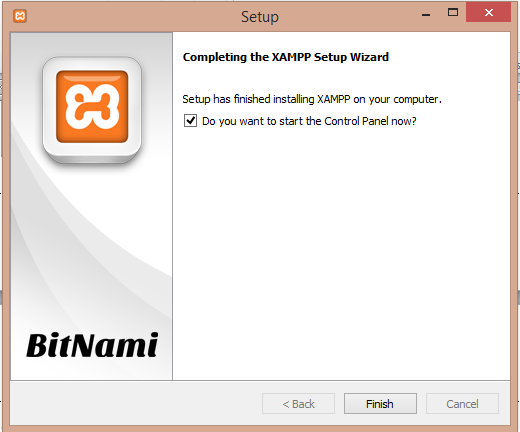 Setup
Completing the XAMPP Setup Wizard
Setup has finished installing XAMPP on your computer.
Do you want to start the Control Panel now?
BitNami
< Back
Finish
Cancel